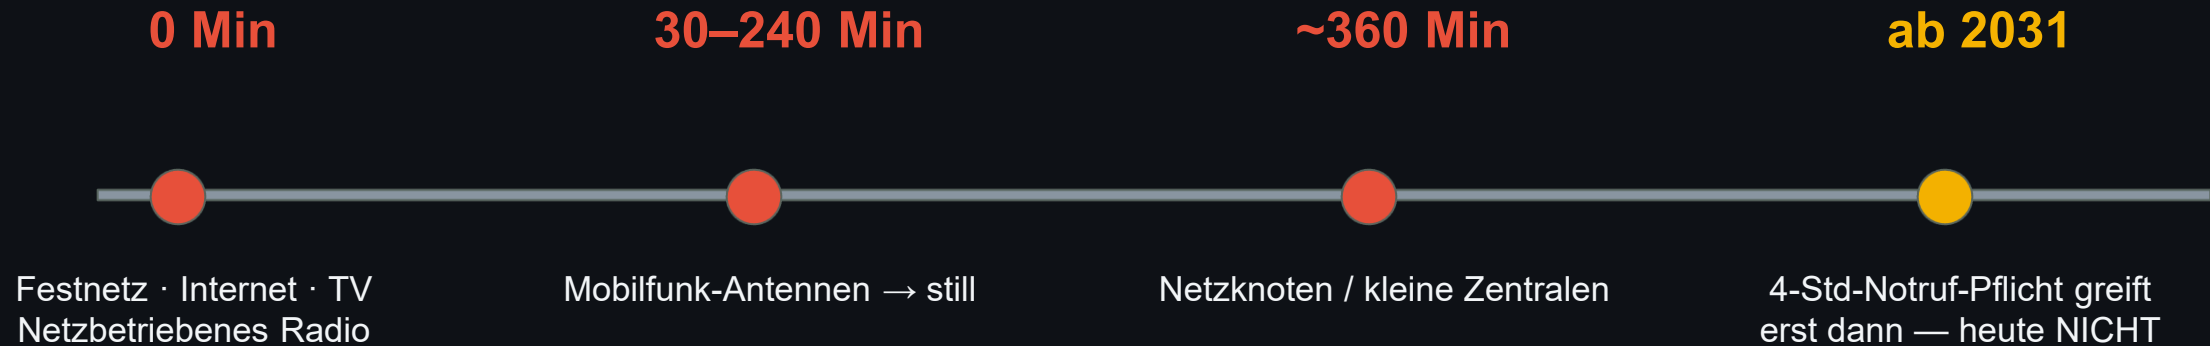 0 Min
30–240 Min
~360 Min
ab 2031
Festnetz · Internet · TV
Netzbetriebenes Radio
Mobilfunk-Antennen → still
Netzknoten / kleine Zentralen
4-Std-Notruf-Pflicht greift
erst dann — heute NICHT